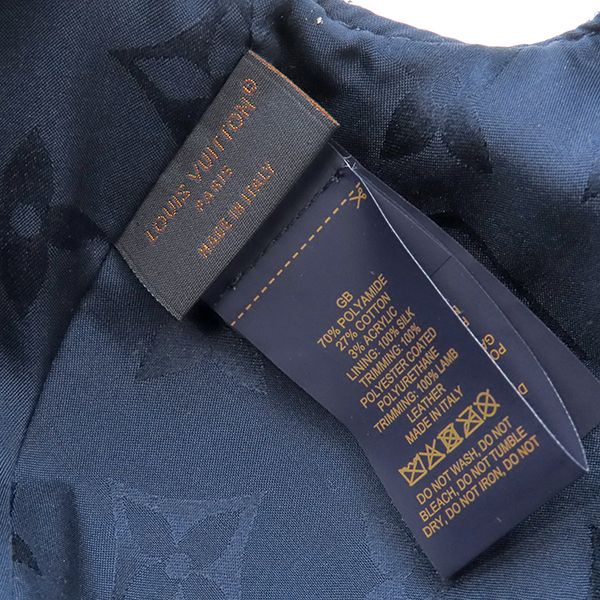 LOUIS VUITTON®
PARIS
MADE IN ITALY
GB
70% POLYAMIDE
27% COTTON
3% ACRYLIC
LINING: 100% SILK
TRIMMING: 100%
POLYESTER COATED
POLYURETHANE
TRIMMING: 100% LAMB
LEATHER
MADE IN ITALY
DO NOT WASH, DO NOT
BLEACH, DO NOT TUMBLE
DRY, DO NOT IRON, DO NOT